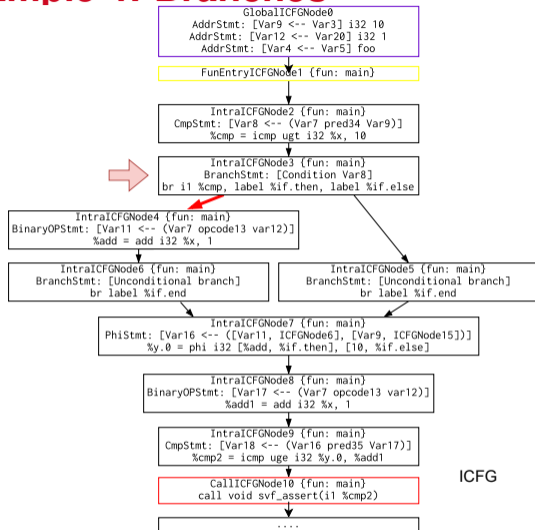 GlobalICFGNode0
AddrStmt: [Var9 <-- Var3] i32 10
AddrStmt: [Var12 <-- Var20] i32 1
AddrStmt: [Var4 <-- Var5] foo
FunEntryICFGNode1 {fun: main}
IntraICFGNode2 {fun: main}
CmpStmt: [Var8 <-- (Var7 pred34 Var9)]
%cmp = icmp ugt i32 %x, 10
IntraICFGNode3 {fun: main}
BranchStmt: [Condition Var8]
br i1 %cmp, label %if.then, label %if.else
IntraICFGNode4 {fun: main}
BinaryOPStmt: [Var11 <-- (Var7 opcode13 var12)]
%add = add i32 %x, 1
IntraICFGNode6 {fun: main}
BranchStmt: [Unconditional branch]
br label %if.end
IntraICFGNode5 {fun: main}
BranchStmt: [Unconditional branch]
br label %if.end
IntraICFGNode7 {fun: main}
PhiStmt: [Var16 <-- ([Var11, ICFGNode6], [Var9, ICFGNode15])]
%y.0 = phi i32 [%add, %if.then], [10, %if.else]
IntraICFGNode8 {fun: main}
BinaryOPStmt: [Var17 <-- (Var7 opcode13 var12)]
%add1 = add i32 %x, 1
IntraICFGNode9 {fun: main}
CmpStmt: [Var18 <-- (Var16 pred35 Var17)]
%cmp2 = icmp uge i32 %y.0, %add1
ICFG
CallICFGNode10 {fun: main}
call void svf_assert(i1 %cmp2)
....